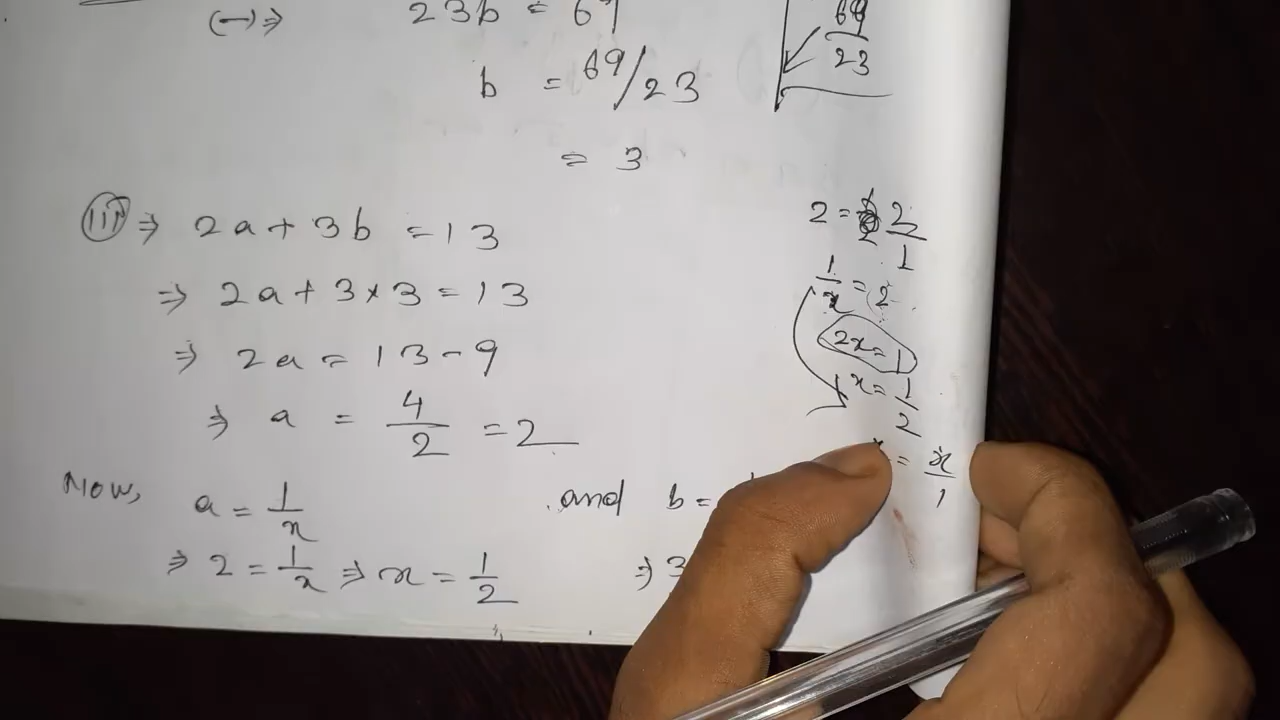 (−) ⇒ 23b = 69
b = 69/23
= 3
69/23
(iii) ⇒ 2a + 3b = 13
⇒ 2a + 3 × 3 = 13
⇒ 2a = 13 - 9
⇒ a = 4/2 = 2
Now, a = 1/x and b =
⇒ 2 = 1/x ⇒ x = 1/2 ⇒ 3
2 = 2/1
1/x = 2
2x = 1
x = 1/2
= x/1